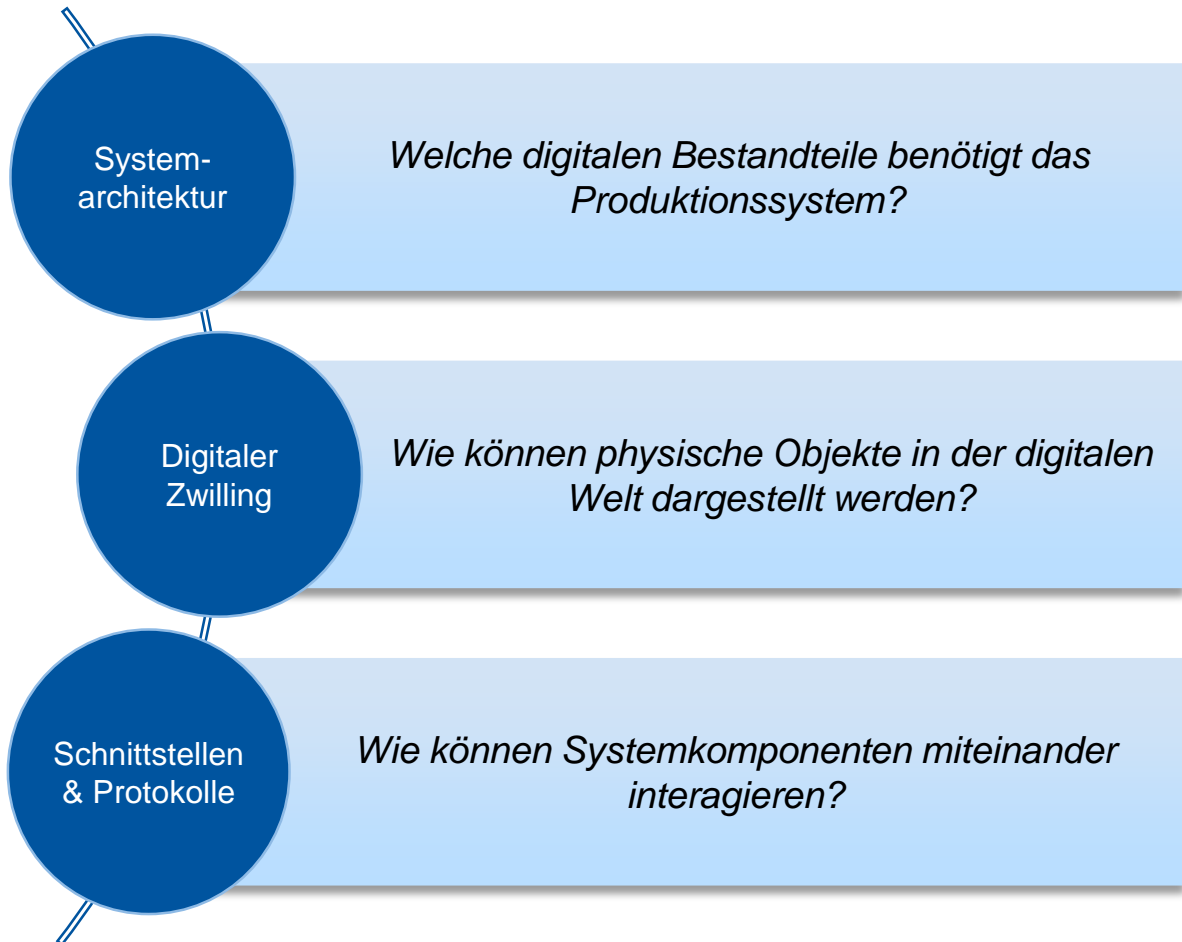 System-
architektur
Welche digitalen Bestandteile benötigt das
Produktionssystem?
Digitaler
Zwilling
Wie können physische Objekte in der digitalen
Welt dargestellt werden?
Schnittstellen
& Protokolle
Wie können Systemkomponenten miteinander
interagieren?